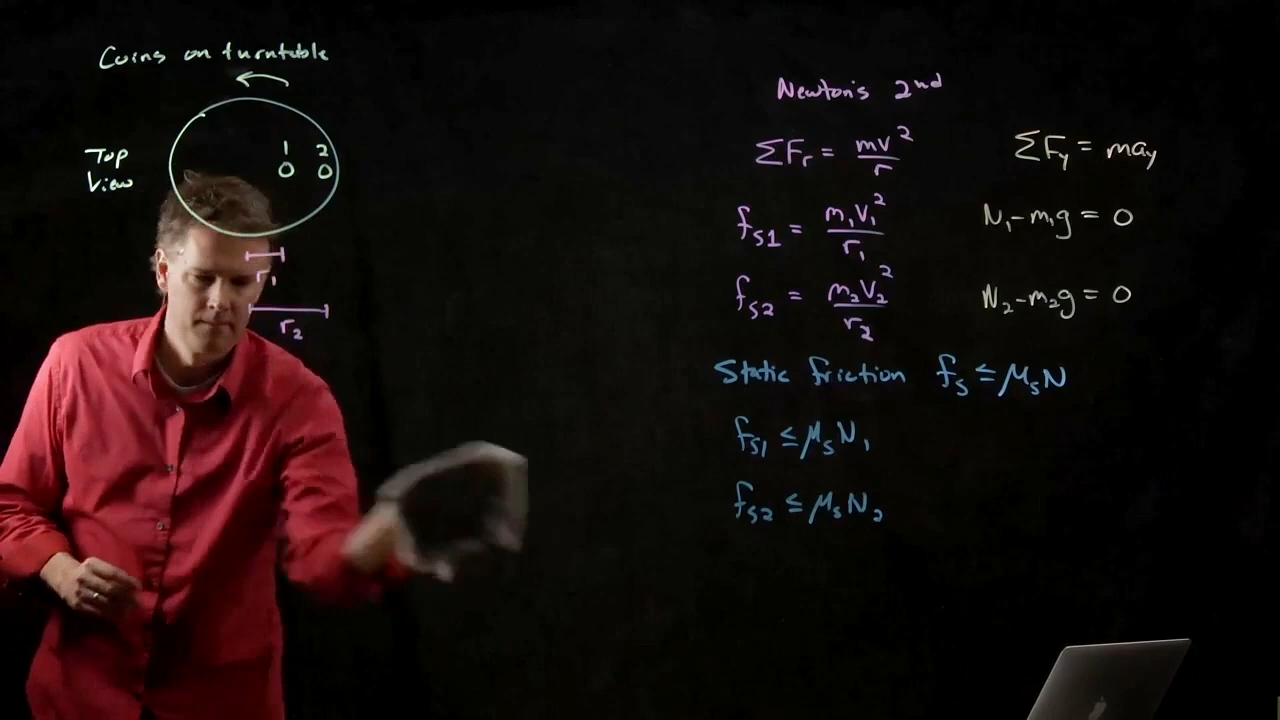 Coins on turntable
1 2
Top
View
r₁
r₂
Newton's 2nd
ΣFr = mv²/r
ΣFy = may
fs1 = m₁v₁²/r₁
N₁-m₁g = 0
fs2 = m₂v₂²/r₂
N₂-m₂g = 0
Static friction fs ≤ μsN
fs1 ≤ μsN₁
fs2 ≤ μsN₂